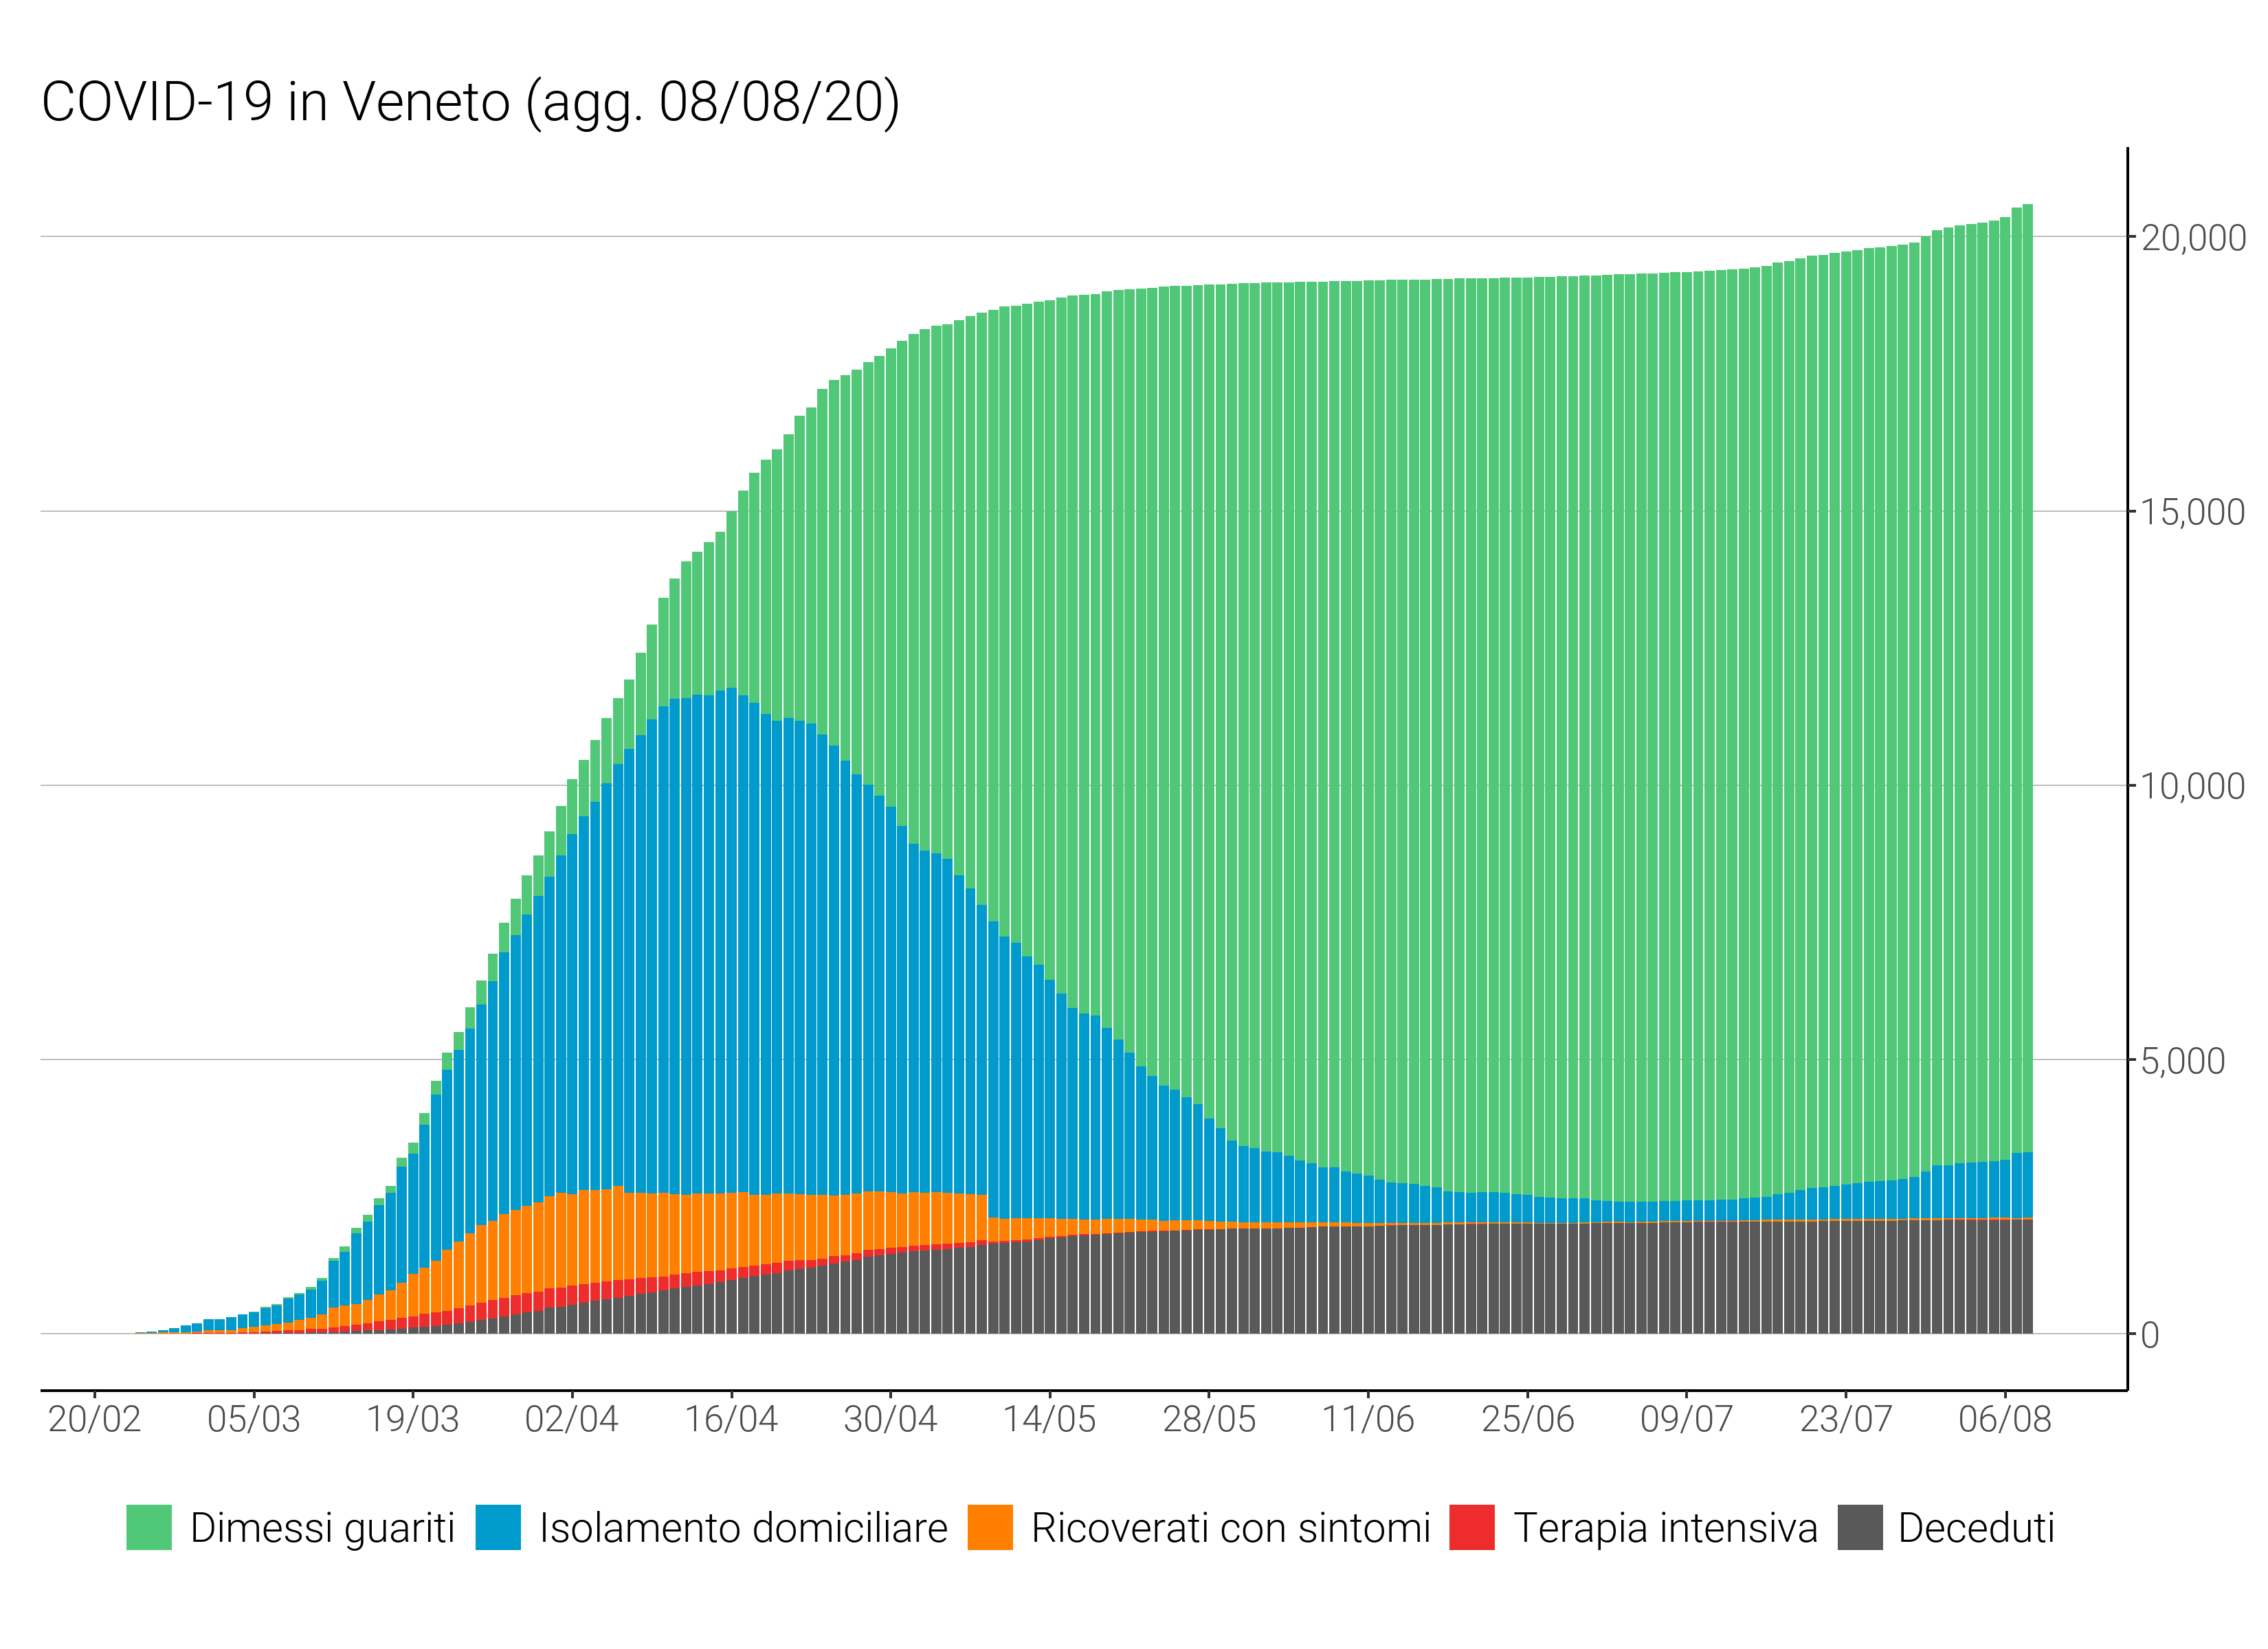 COVID-19 in Veneto (agg. 08/08/20)
20,000
15,000
10,000
5,000
0
20/02 05/03 19/03 02/04 16/04 30/04 14/05 28/05 11/06 25/06 09/07 23/07 06/08
Dimessi guariti Isolamento domiciliare Ricoverati con sintomi Terapia intensiva Deceduti